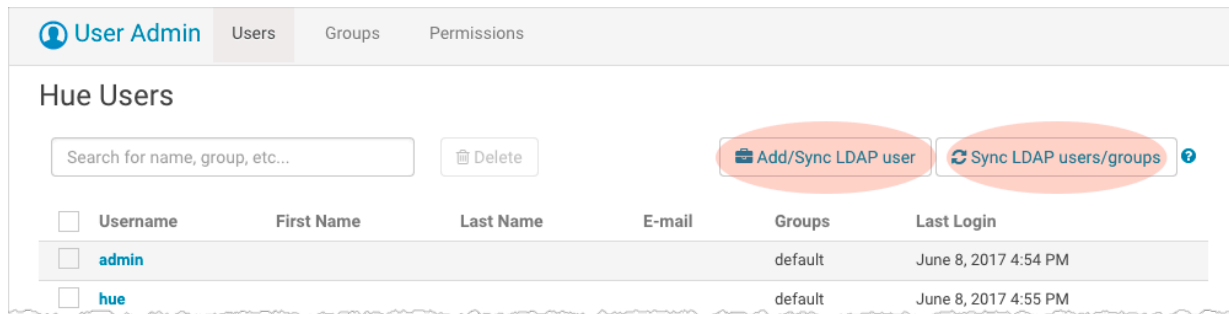 User Admin Users Groups Permissions
Hue Users
Search for name, group, etc... Delete Add/Sync LDAP user Sync LDAP users/groups ?
Username First Name Last Name E-mail Groups Last Login
admin default June 8, 2017 4:54 PM
hue default June 8, 2017 4:55 PM